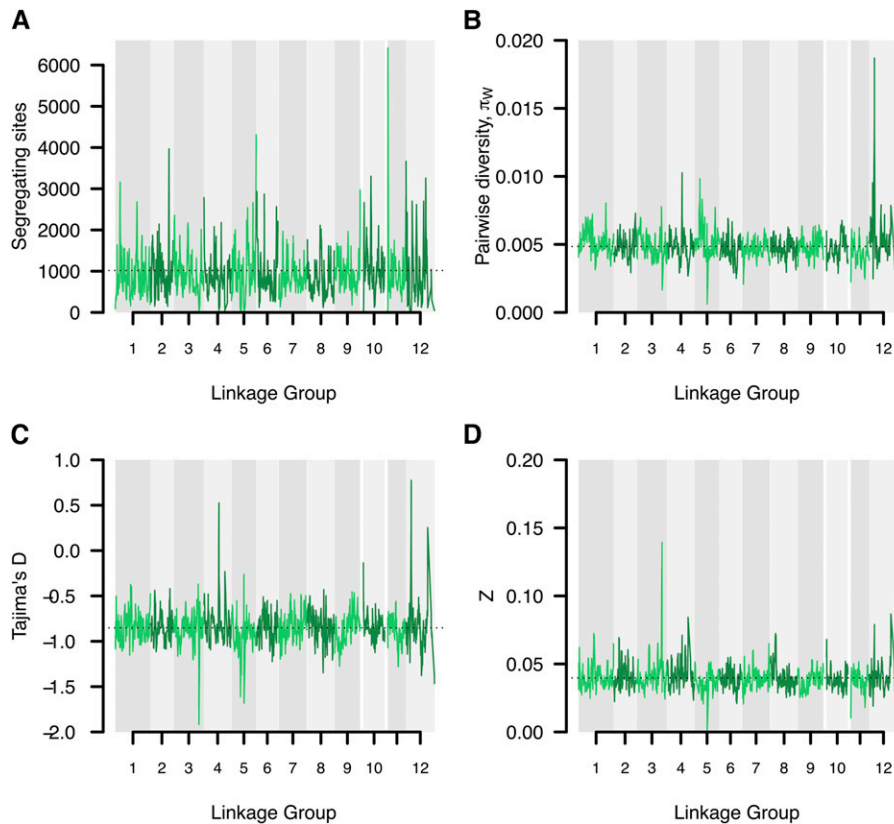 A
Segregating sites
6000
5000
4000
3000
2000
1000
0
1 2 3 4 5 6 7 8 9 10 12
Linkage Group
B
Pairwise diversity, πW
0.020
0.015
0.010
0.005
0.000
1 2 3 4 5 6 7 8 9 10 12
Linkage Group
C
Tajima's D
1.0
0.5
0.0
−0.5
−1.0
−1.5
−2.0
1 2 3 4 5 6 7 8 9 10 12
Linkage Group
D
Z
0.20
0.15
0.10
0.05
0.00
1 2 3 4 5 6 7 8 9 10 12
Linkage Group